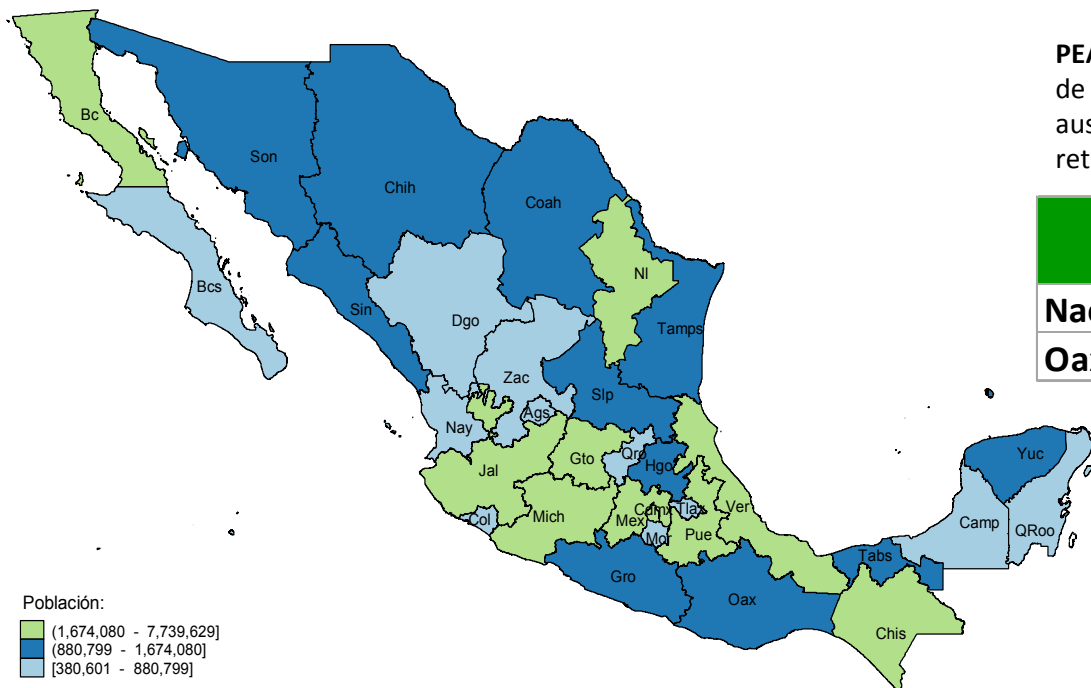 PEA
de
aus
ret
Nac
Oax
Bc
Son
Chih
Coah
Nl
Bcs
Sin
Dgo
Tamps
Zac
Slp
Nay
Ags
Jal
Gto
Qro
Hgo
Yuc
Col
Mich
Mex
Cdmx
Tlax
Ver
Mor
Pue
Camp
QRoo
Tabs
Gro
Oax
Chis
Población:
(1,674,080 - 7,739,629]
(880,799 - 1,674,080]
[380,601 - 880,799]